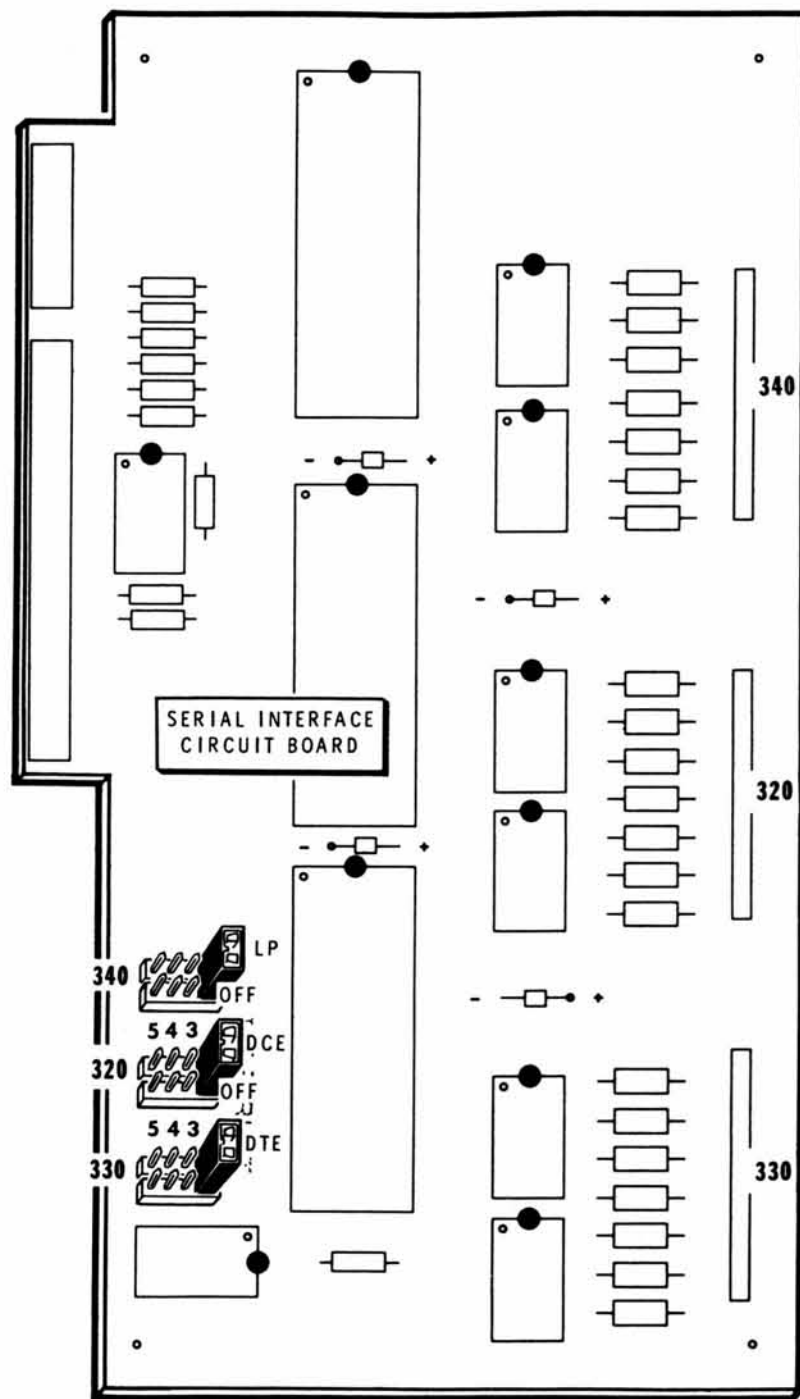 340
- +
- +
SERIAL INTERFACE
CIRCUIT BOARD
320
- +
340 LP
OFF
- +
5 4 3
320 DCE
OFF
5 4 3
330 DTE
330